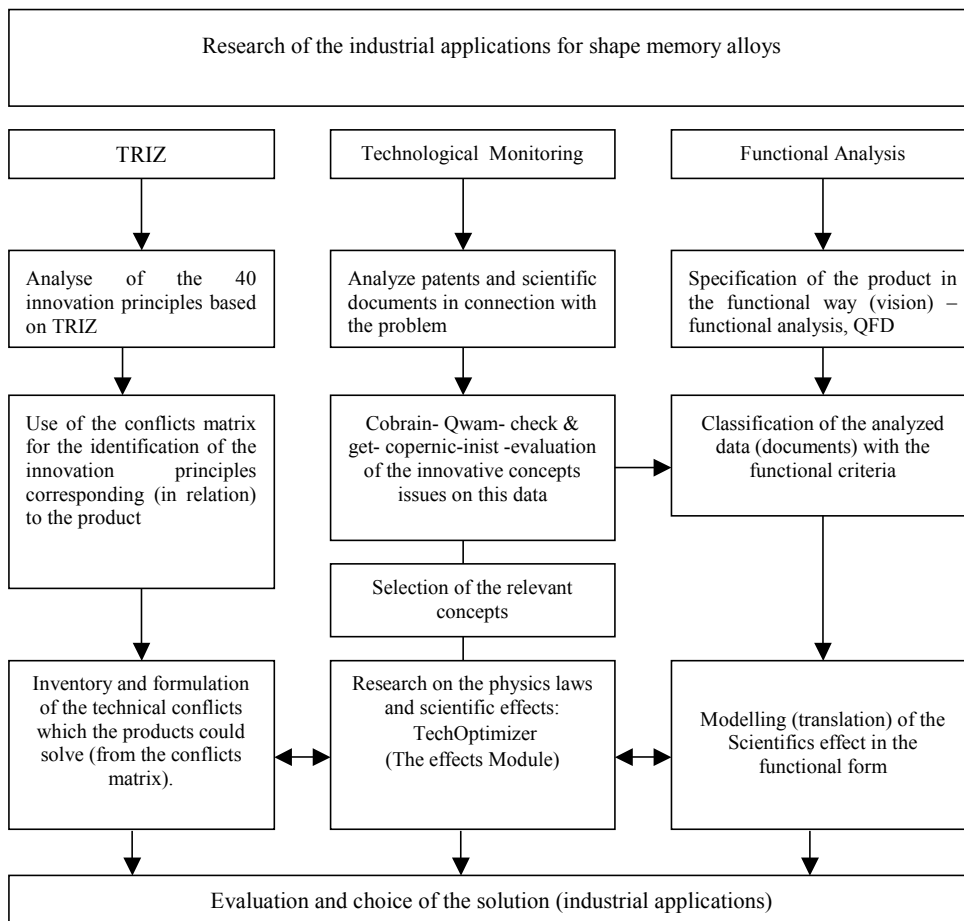 Research of the industrial applications for shape memory alloys
TRIZ
Technological Monitoring
Functional Analysis
Analyse of the 40
innovation principles based
on TRIZ
Analyze patents and scientific
documents in connection with
the problem
Specification of the product in
the functional way (vision) –
functional analysis, QFD
Use of the conflicts matrix
for the identification of the
innovation principles
corresponding (in relation)
to the product
Cobrain- Qwam- check &
get- copernic-inist -evaluation
of the innovative concepts
issues on this data
Classification of the analyzed
data (documents) with the
functional criteria
Selection of the relevant
concepts
Inventory and formulation
of the technical conflicts
which the products could
solve (from the conflicts
matrix).
Research on the physics laws
and scientific effects:
TechOptimizer
(The effects Module)
Modelling (translation) of the
Scientifics effect in the
functional form
Evaluation and choice of the solution (industrial applications)